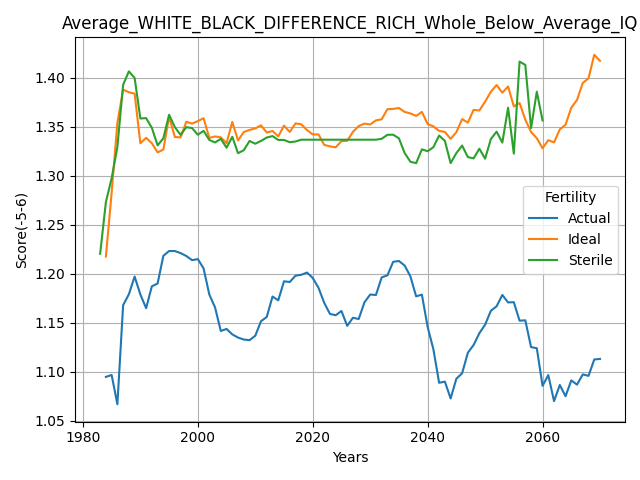 Average_WHITE_BLACK_DIFFERENCE_RICH_Whole_Below_Average_IQ
Score(-5-6)
1.40
1.35
1.30
1.25
1.20
1.15
1.10
1.05
Fertility
Actual
Ideal
Sterile
1980
2000
2020
2040
2060
Years